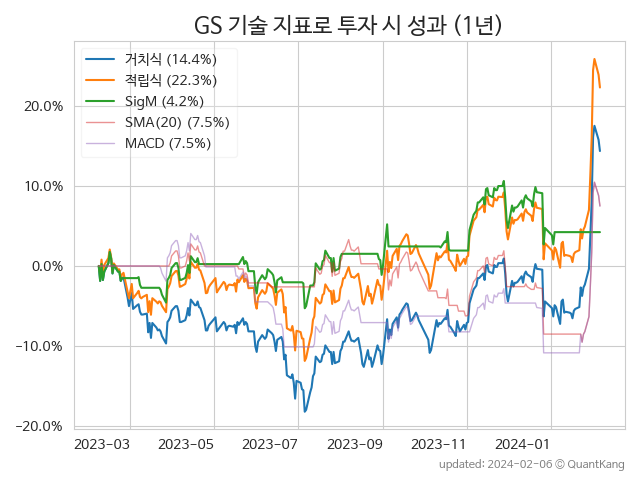 GS 기술 지표로 투자 시 성과 (1년)
거치식 (14.4%)
적립식 (22.3%)
SigM (4.2%)
SMA(20) (7.5%)
MACD (7.5%)
20.0%
10.0%
0.0%
−10.0%
−20.0%
2023-03 2023-05 2023-07 2023-09 2023-11 2024-01
updated: 2024-02-06 © QuantKang